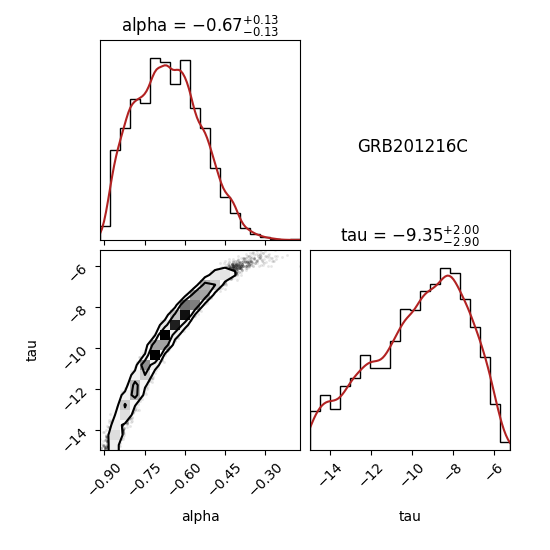 alpha = −0.67+0.13−0.13
GRB201216C
tau = −9.35+2.00−2.90
tau
−6
−8
−10
−12
−14
−0.90 −0.75 −0.60 −0.45 −0.30
alpha
−14 −12 −10 −8 −6
tau